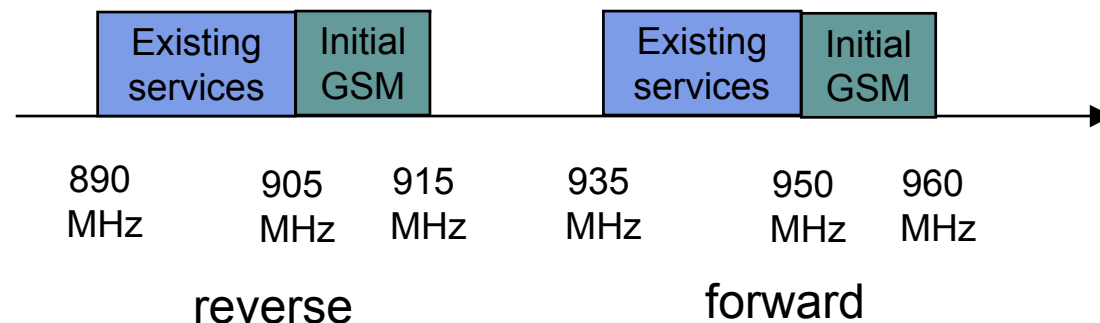 Existing
services
Initial
GSM
Existing
services
Initial
GSM
890
MHz
905
MHz
915
MHz
935
MHz
950
MHz
960
MHz
reverse
forward